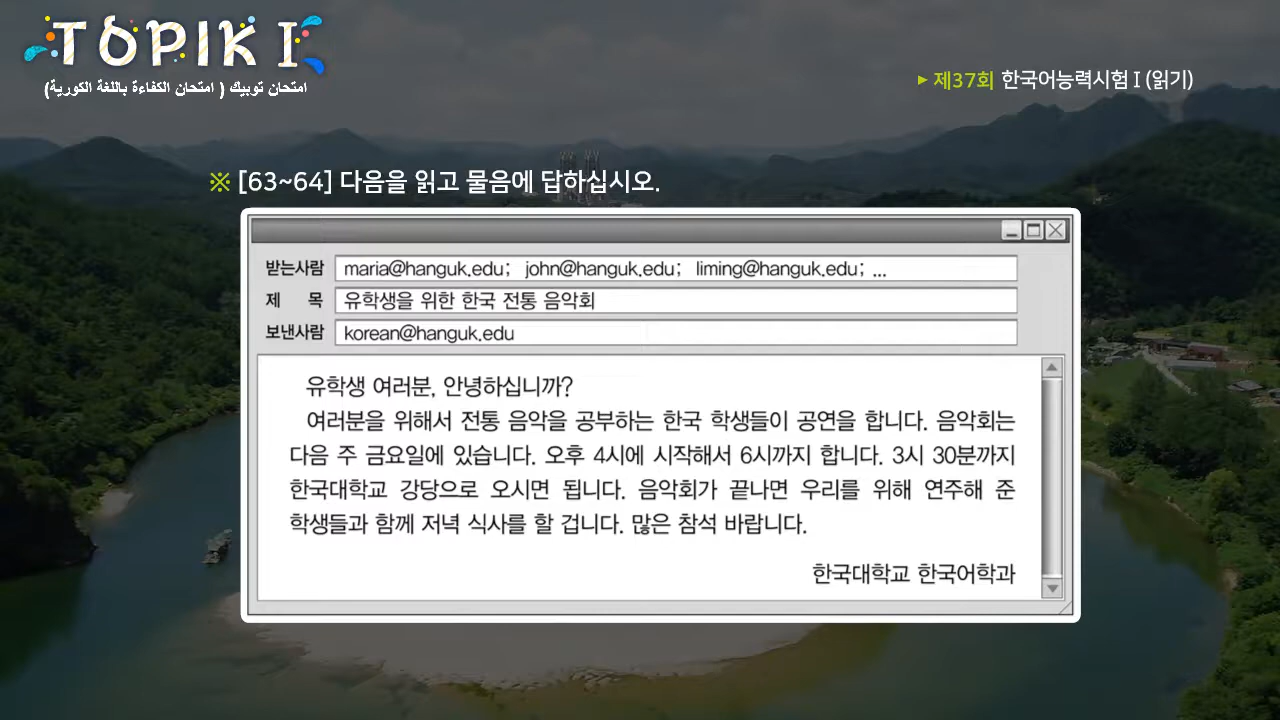 TOPIK I
امتحان توبيك ( امتحان الكفاءة باللغة الكورية)
▶ 제37회 한국어능력시험 I (읽기)
※ [63~64] 다음을 읽고 물음에 답하십시오.
받는사람 maria@hanguk.edu; john@hanguk.edu; liming@hanguk.edu; ...
제 목 유학생을 위한 한국 전통 음악회
보낸사람 korean@hanguk.edu
유학생 여러분, 안녕하십니까?
여러분을 위해서 전통 음악을 공부하는 한국 학생들이 공연을 합니다. 음악회는
다음 주 금요일에 있습니다. 오후 4시에 시작해서 6시까지 합니다. 3시 30분까지
한국대학교 강당으로 오시면 됩니다. 음악회가 끝나면 우리를 위해 연주해 준
학생들과 함께 저녁 식사를 할 겁니다. 많은 참석 바랍니다.
한국대학교 한국어학과